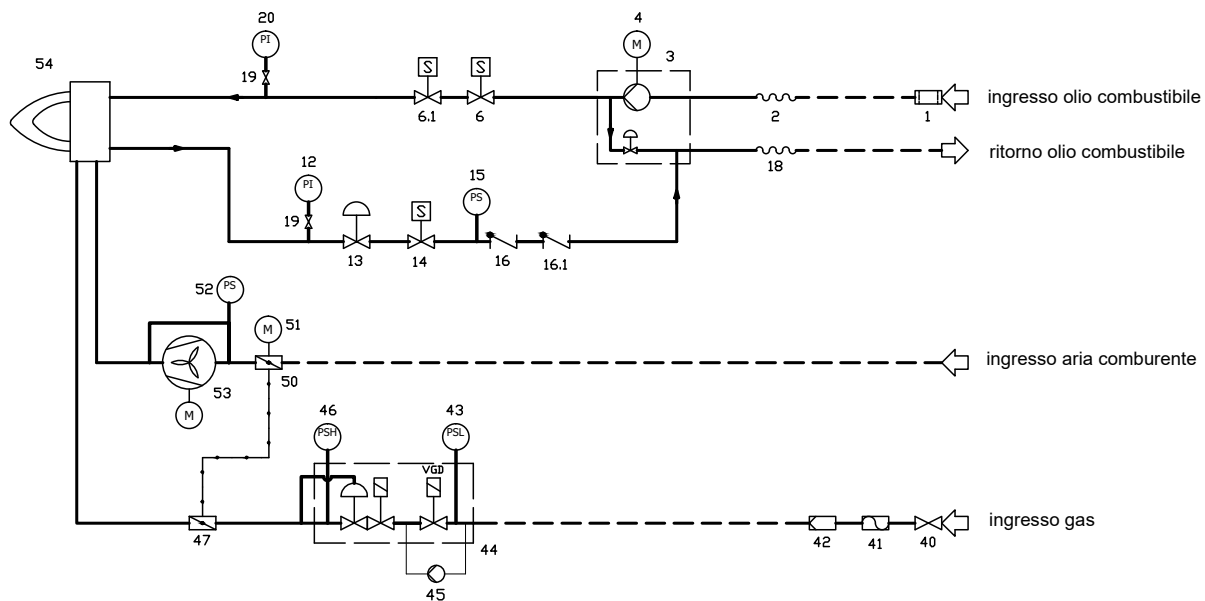 20
PI
54
19
S
S
6.1
6
4
M
3
2
1
ingresso olio combustibile
18
ritorno olio combustibile
12
PI
19
13
S
14
15
PS
16
16.1
52
PS
M
51
50
53
M
ingresso aria comburente
46
PSH
43
PSL
VGD
47
44
45
42
41
40
ingresso gas